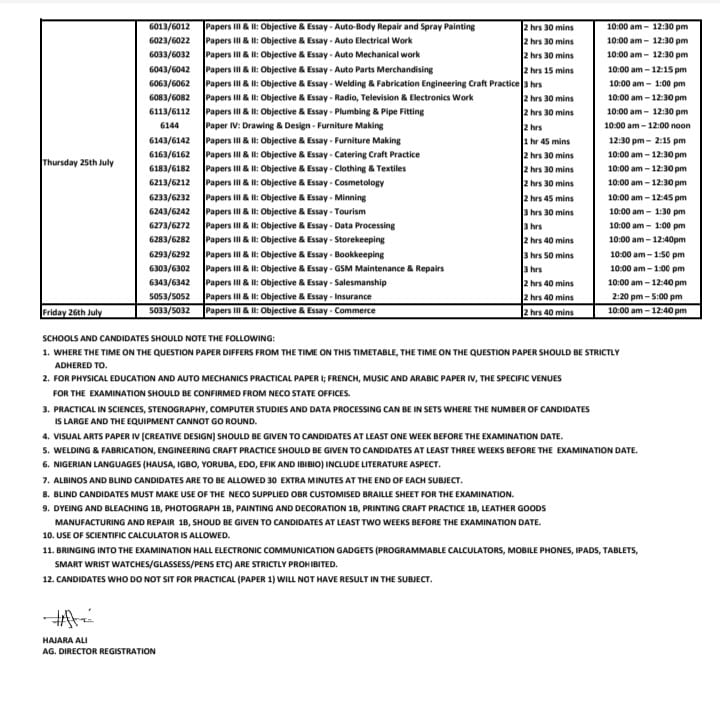 6013/6012 Papers III & II: Objective & Essay - Auto-Body Repair and Spray Painting 2 hrs 30 mins 10:00 am – 12:30 pm
6023/6022 Papers III & II: Objective & Essay - Auto Electrical Work 2 hrs 30 mins 10:00 am – 12:30 pm
6033/6032 Papers III & II: Objective & Essay - Auto Mechanical work 2 hrs 30 mins 10:00 am – 12:30 pm
6043/6042 Papers III & II: Objective & Essay - Auto Parts Merchandising 2 hrs 15 mins 10:00 am – 12:15 pm
6063/6062 Papers III & II: Objective & Essay - Welding & Fabrication Engineering Craft Practice 3 hrs 10:00 am – 1:00 pm
6083/6082 Papers III & II: Objective & Essay - Radio, Television & Electronics Work 2 hrs 30 mins 10:00 am – 12:30 pm
6113/6112 Papers III & II: Objective & Essay - Plumbing & Pipe Fitting 2 hrs 30 mins 10:00 am – 12:30 pm
6144 Paper IV: Drawing & Design - Furniture Making 2 hrs 10:00 am – 12:00 noon
6143/6142 Papers III & II: Objective & Essay - Furniture Making 1 hr 45 mins 12:30 pm – 2:15 pm
Thursday 25th July 6163/6162 Papers III & II: Objective & Essay - Catering Craft Practice 2 hrs 30 mins 10:00 am – 12:30 pm
6183/6182 Papers III & II: Objective & Essay - Clothing & Textiles 2 hrs 30 mins 10:00 am – 12:30 pm
6213/6212 Papers III & II: Objective & Essay - Cosmetology 2 hrs 30 mins 10:00 am – 12:30 pm
6233/6232 Papers III & II: Objective & Essay - Minning 2 hrs 45 mins 10:00 am – 12:45 pm
6243/6242 Papers III & II: Objective & Essay - Tourism 3 hrs 30 mins 10:00 am – 1:30 pm
6273/6272 Papers III & II: Objective & Essay - Data Processing 3 hrs 10:00 am – 1:00 pm
6283/6282 Papers III & II: Objective & Essay - Storekeeping 2 hrs 40 mins 10:00 am – 12:40pm
6293/6292 Papers III & II: Objective & Essay - Bookkeeping 3 hrs 50 mins 10:00 am – 1:50 pm
6303/6302 Papers III & II: Objective & Essay - GSM Maintenance & Repairs 3 hrs 10:00 am – 1:00 pm
6343/6342 Papers III & II: Objective & Essay - Salesmanship 2 hrs 40 mins 10:00 am – 12:40 pm
5053/5052 Papers III & II: Objective & Essay - Insurance 2 hrs 40 mins 2:20 pm – 5:00 pm
Friday 26th July 5033/5032 Papers III & II: Objective & Essay - Commerce 2 hrs 40 mins 10:00 am – 12:40 pm
SCHOOLS AND CANDIDATES SHOULD NOTE THE FOLLOWING:
1. WHERE THE TIME ON THE QUESTION PAPER DIFFERS FROM THE TIME ON THIS TIMETABLE, THE TIME ON THE QUESTION PAPER SHOULD BE STRICTLY
ADHERED TO.
2. FOR PHYSICAL EDUCATION AND AUTO MECHANICS PRACTICAL PAPER I; FRENCH, MUSIC AND ARABIC PAPER IV, THE SPECIFIC VENUES
FOR THE EXAMINATION SHOULD BE CONFIRMED FROM NECO STATE OFFICES.
3. PRACTICAL IN SCIENCES, STENOGRAPHY, COMPUTER STUDIES AND DATA PROCESSING CAN BE IN SETS WHERE THE NUMBER OF CANDIDATES
IS LARGE AND THE EQUIPMENT CANNOT GO ROUND.
4. VISUAL ARTS PAPER IV [CREATIVE DESIGN] SHOULD BE GIVEN TO CANDIDATES AT LEAST ONE WEEK BEFORE THE EXAMINATION DATE.
5. WELDING & FABRICATION, ENGINEERING CRAFT PRACTICE SHOULD BE GIVEN TO CANDIDATES AT LEAST THREE WEEKS BEFORE THE EXAMINATION DATE.
6. NIGERIAN LANGUAGES (HAUSA, IGBO, YORUBA, EDO, EFIK AND IBIBIO) INCLUDE LITERATURE ASPECT.
7. ALBINOS AND BLIND CANDIDATES ARE TO BE ALLOWED 30 EXTRA MINUTES AT THE END OF EACH SUBJECT.
8. BLIND CANDIDATES MUST MAKE USE OF THE NECO SUPPLIED OBR CUSTOMISED BRAILLE SHEET FOR THE EXAMINATION.
9. DYEING AND BLEACHING 1B, PHOTOGRAPH 1B, PAINTING AND DECORATION 1B, PRINTING CRAFT PRACTICE 1B, LEATHER GOODS
MANUFACTURING AND REPAIR 1B, SHOUD BE GIVEN TO CANDIDATES AT LEAST TWO WEEKS BEFORE THE EXAMINATION DATE.
10. USE OF SCIENTIFIC CALCULATOR IS ALLOWED.
11. BRINGING INTO THE EXAMINATION HALL ELECTRONIC COMMUNICATION GADGETS (PROGRAMMABLE CALCULATORS, MOBILE PHONES, IPADS, TABLETS,
SMART WRIST WATCHES/GLASSESS/PENS ETC) ARE STRICTLY PROHIBITED.
12. CANDIDATES WHO DO NOT SIT FOR PRACTICAL (PAPER 1) WILL NOT HAVE RESULT IN THE SUBJECT.
HAJARA ALI
AG. DIRECTOR REGISTRATION